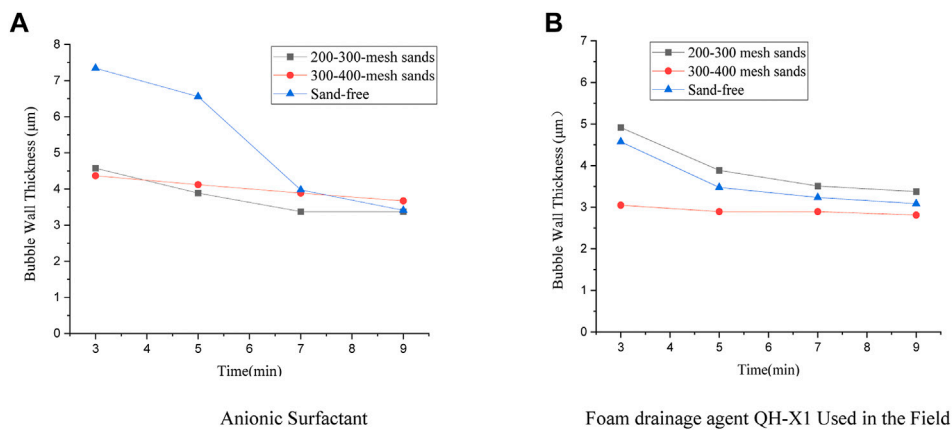 A
8
7
6
5
4
3
2
1
0
Bubble Wall Thickness (μm)
200-300-mesh sands
300-400-mesh sands
Sand-free
3 4 5 6 7 8 9
Time(min)
Anionic Surfactant
B
7
6
5
4
3
2
1
0
Bubble Wall Thickness (μm)
200-300 mesh sands
300-400 mesh sands
Sand-free
3 4 5 6 7 8 9
Time(min)
Foam drainage agent QH-X1 Used in the Field